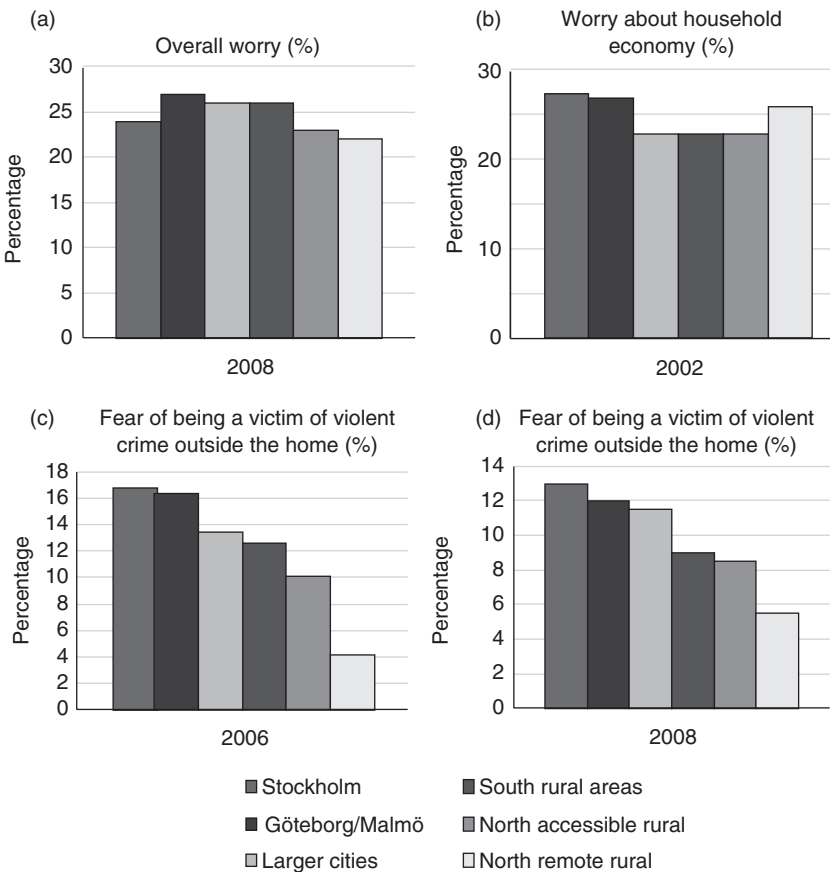 (a)
Overall worry (%)
30
25
20
15
10
5
0
Percentage
2008
(b)
Worry about household
economy (%)
30
20
10
0
Percentage
2002
(c)
Fear of being a victim of violent
crime outside the home (%)
18
16
14
12
10
8
6
4
2
0
Percentage
2006
(d)
Fear of being a victim of violent
crime outside the home (%)
14
12
10
8
6
4
2
0
Percentage
2008
Stockholm
Göteborg/Malmö
Larger cities
South rural areas
North accessible rural
North remote rural